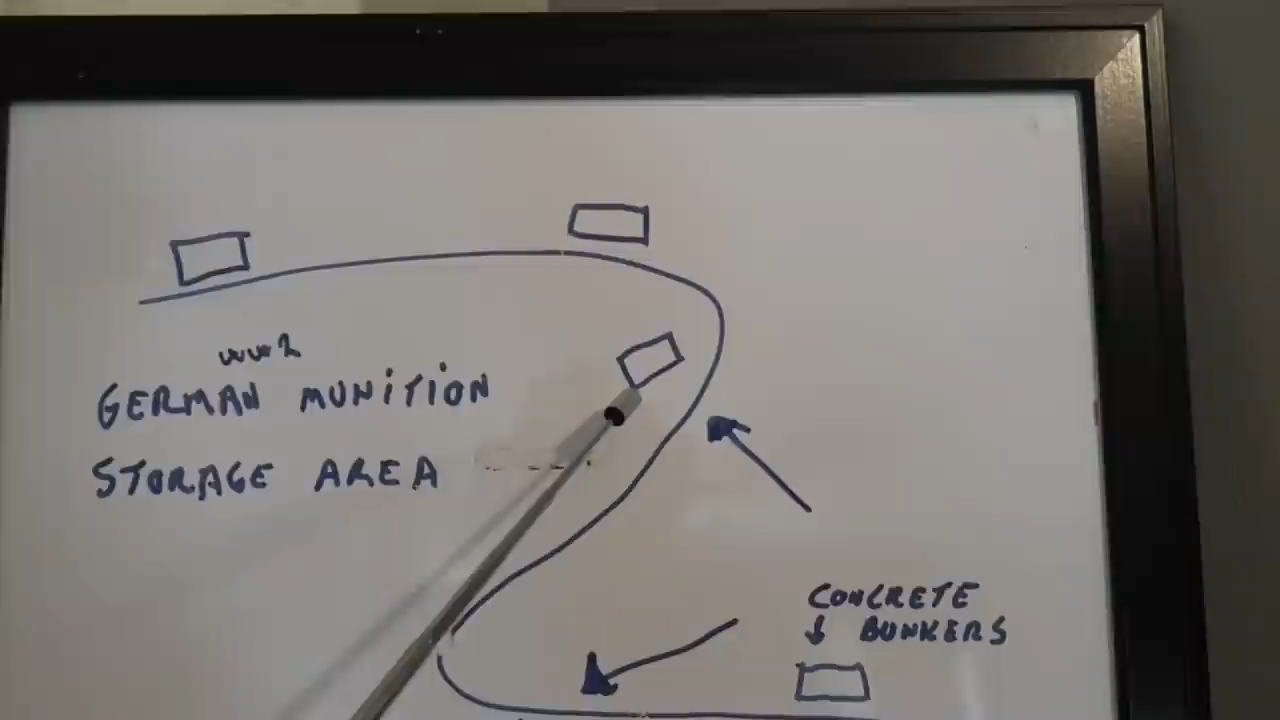 WW2
GERMAN MUNITION
STORAGE AREA
CONCRETE
↓ BUNKERS